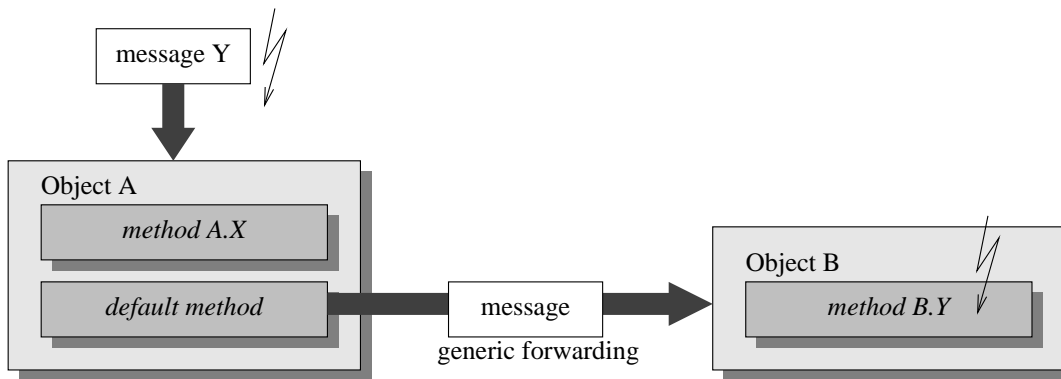 message Y
Object A
method A.X
default method
message
generic forwarding
Object B
method B.Y